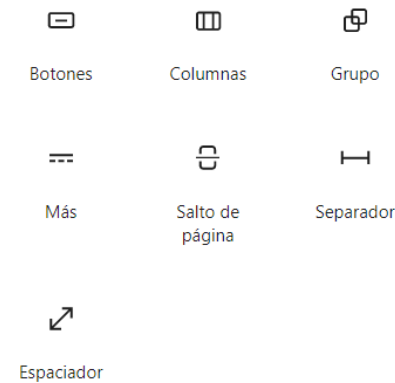 Botones
Columnas
Grupo
Más
Salto de
página
Separador
Espaciador